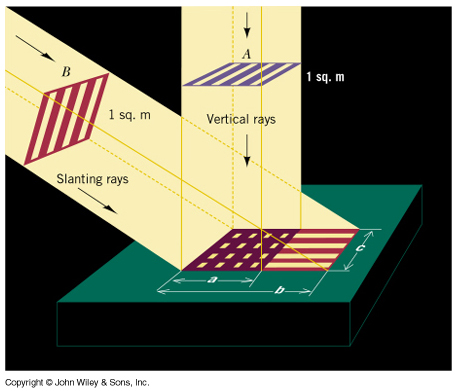 A
B
1 sq. m
1 sq. m
Vertical rays
Slanting rays
c
a
b
Copyright © John Wiley & Sons, Inc.